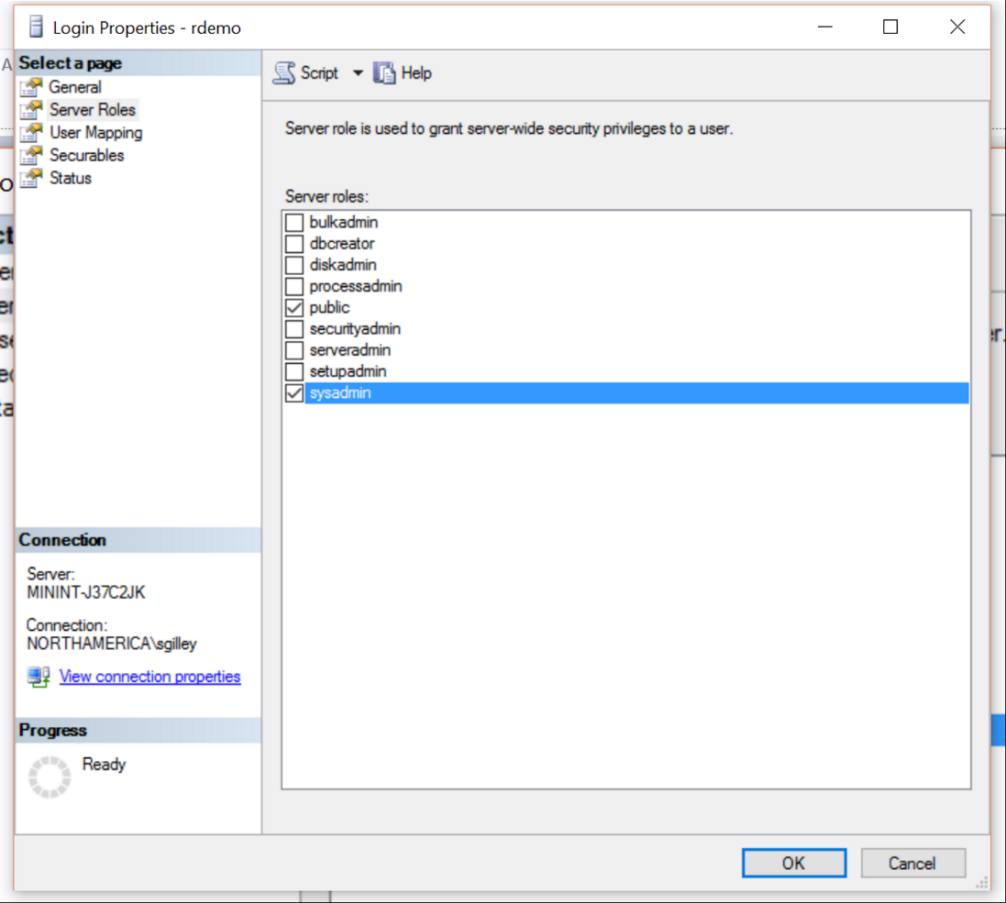 Login Properties - rdemo
Select a page
General
Server Roles
User Mapping
Securables
Status
Script
Help
Server role is used to grant server-wide security privileges to a user.
Server roles:
bulkadmin
dbcreator
diskadmin
processadmin
public
securityadmin
serveradmin
setupadmin
sysadmin
Connection
Server:
MININT-J37C2JK
Connection:
NORTHAMERICA\sgilley
View connection properties
Progress
Ready
OK
Cancel